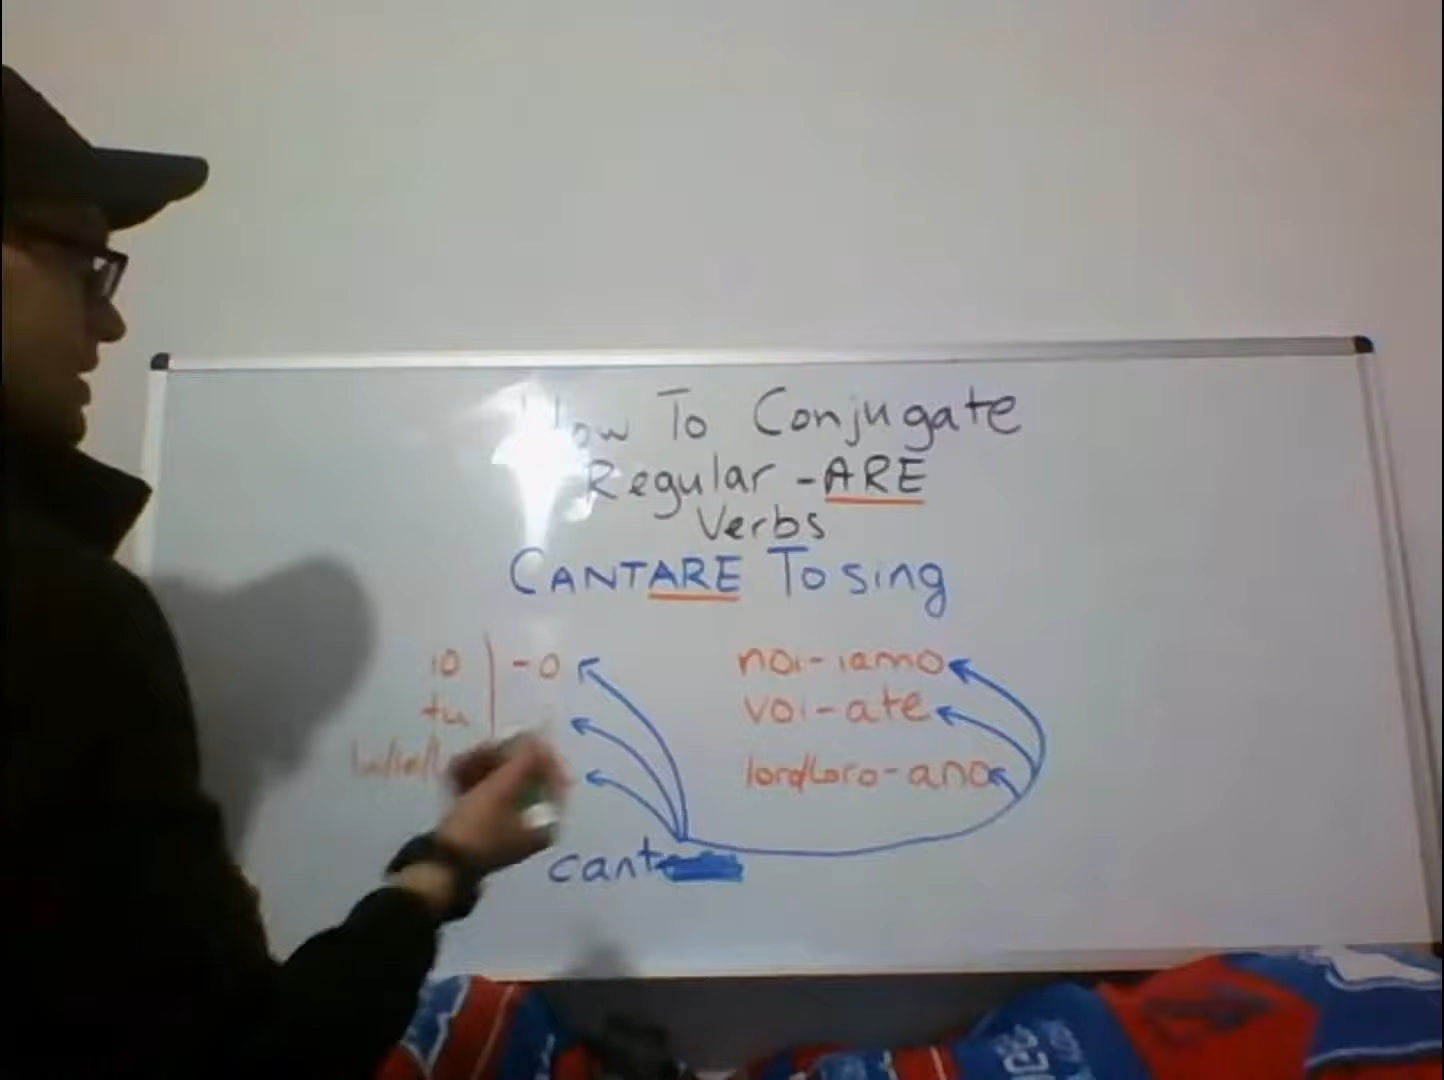 How To Conjugate
Regular -ARE
Verbs
CANTARE To sing
io -o
tu
noi-iamo
voi-ate
loro/Loro-ano
cant